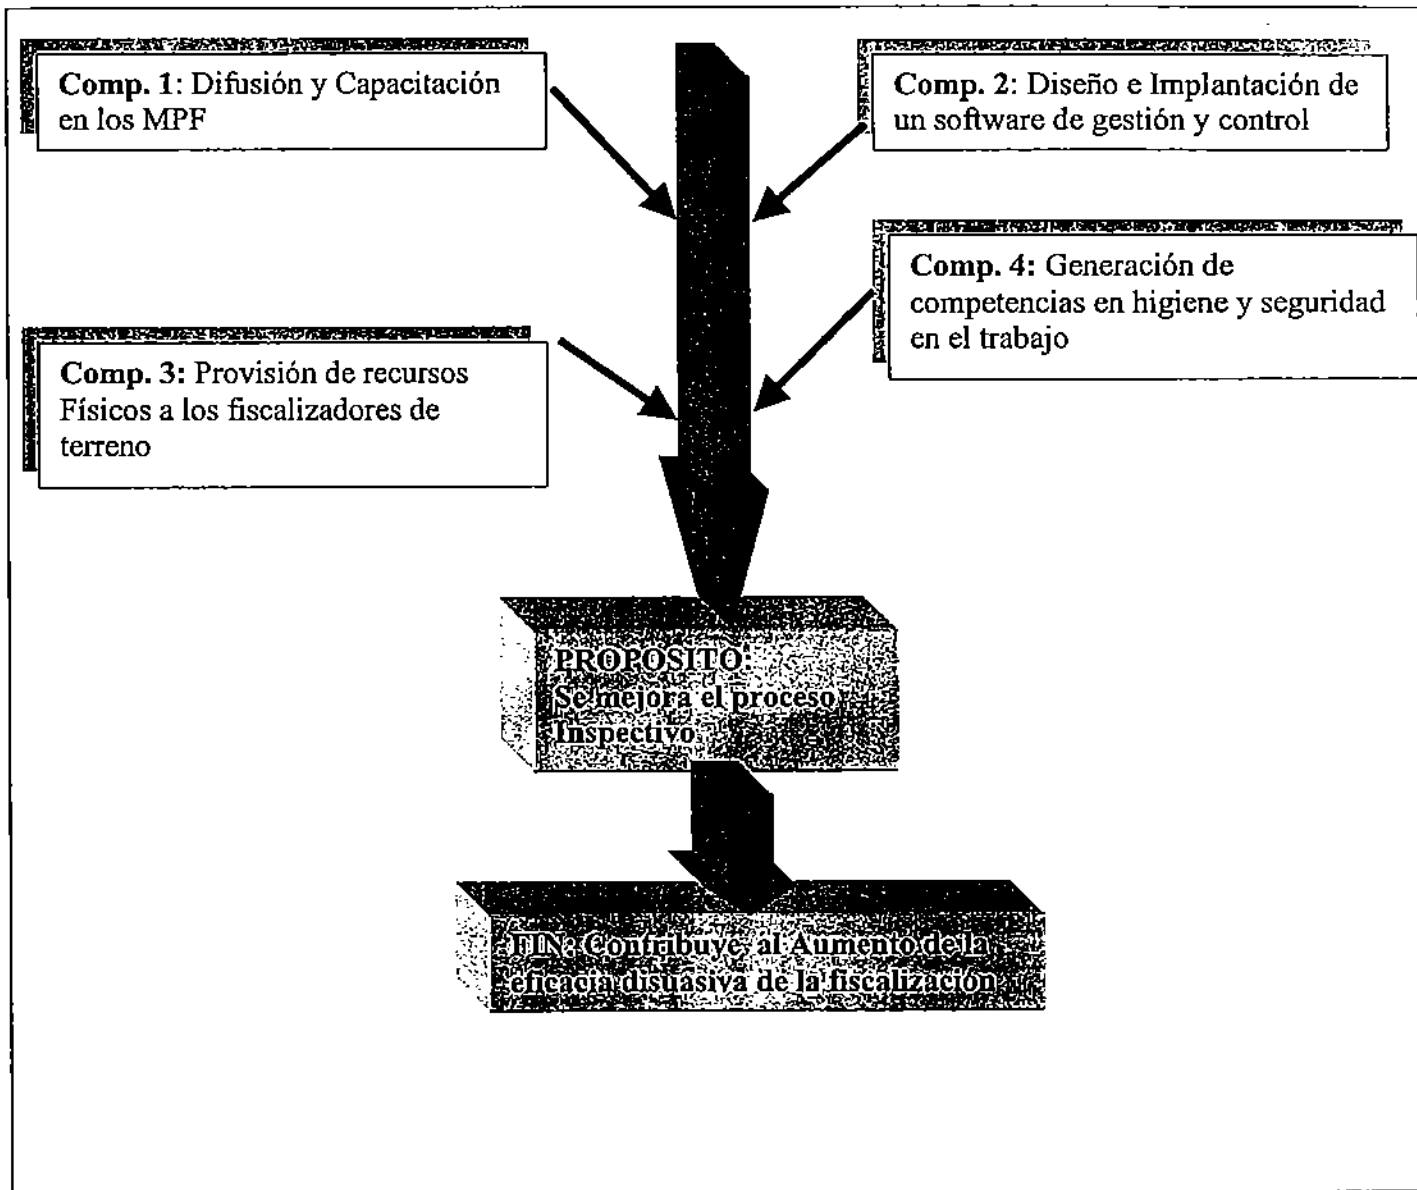 Comp. 1: Difusión y Capacitación
en los MPF
Comp. 2: Diseño e Implantación de
un software de gestión y control
Comp. 4: Generación de
competencias en higiene y seguridad
en el trabajo
Comp. 3: Provisión de recursos
Físicos a los fiscalizadores de
terreno
PROPOSITO:
Se mejora el proceso
Inspectivo
FIN: Contribuye al Aumento de la
eficacia disuasiva de la fiscalización